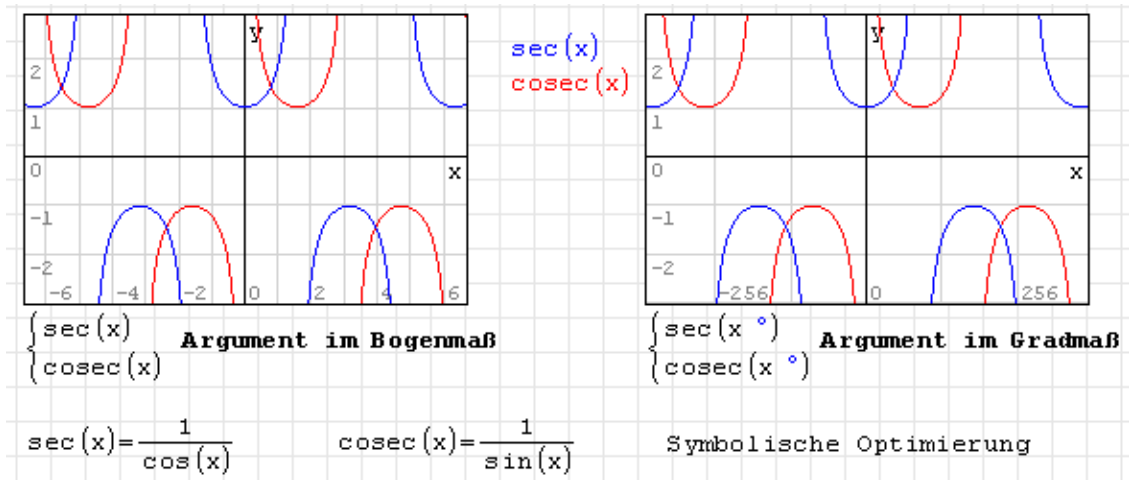 y
sec(x)
cosec(x)
y
2
1
0
-1
-2
x
-6 -4 -2 0 2 4 6
2
1
0
-1
-2
x
-256 0 256
sec(x)
cosec(x)
Argument im Bogenmaß
sec(x °)
cosec(x °)
Argument im Gradmaß
sec(x)=1/cos(x)
cosec(x)=1/sin(x)
Symbolische Optimierung